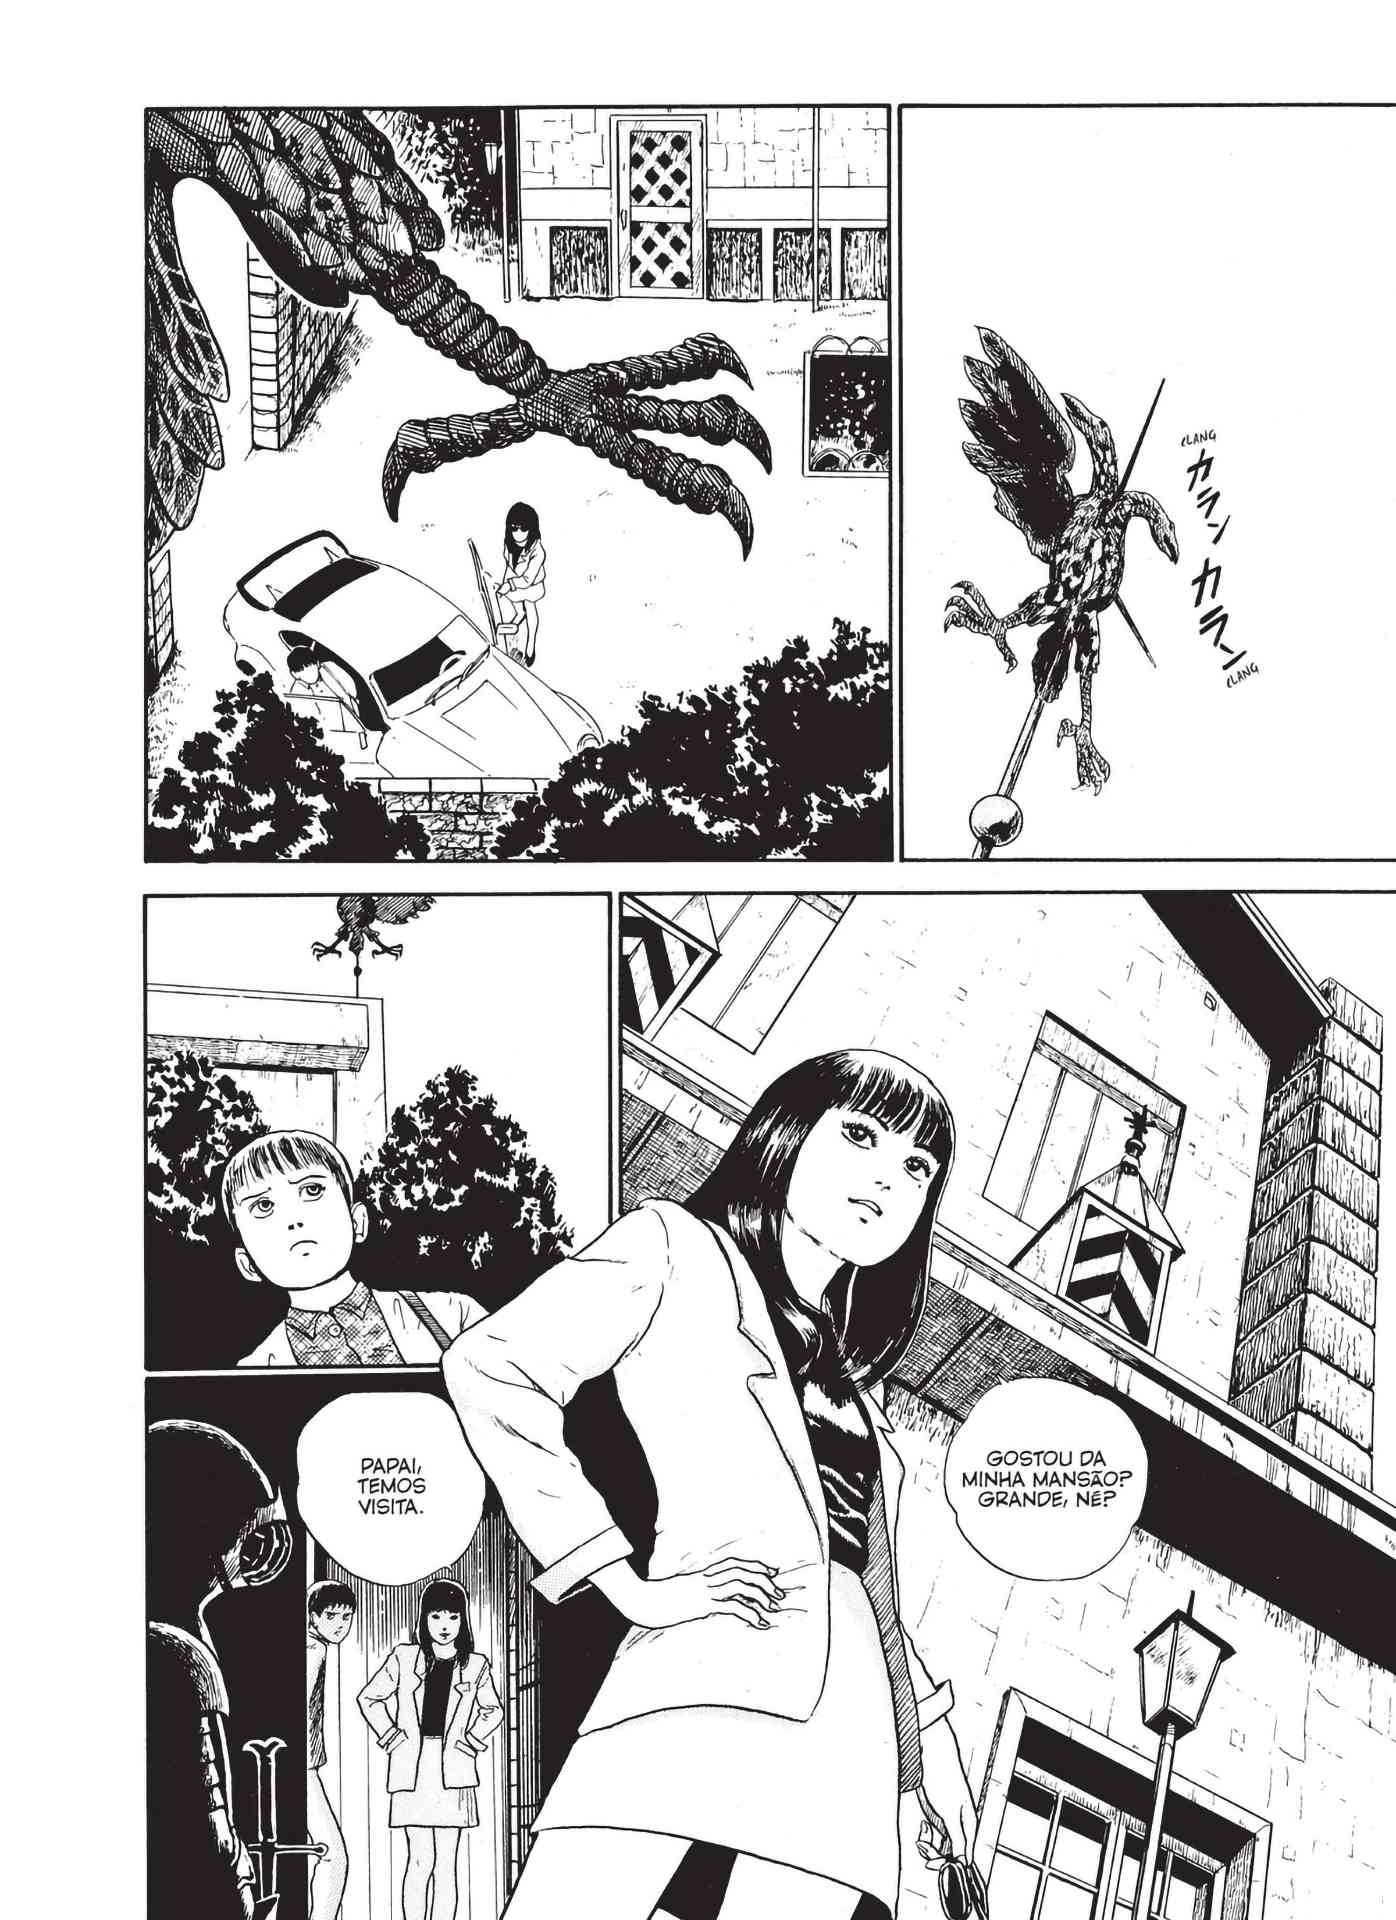 CLANG
カランカラン
CLANG
PAPAI,
TEMOS
VISITA.
GOSTOU DA
MINHA MANSÃO?
GRANDE, NÉ?